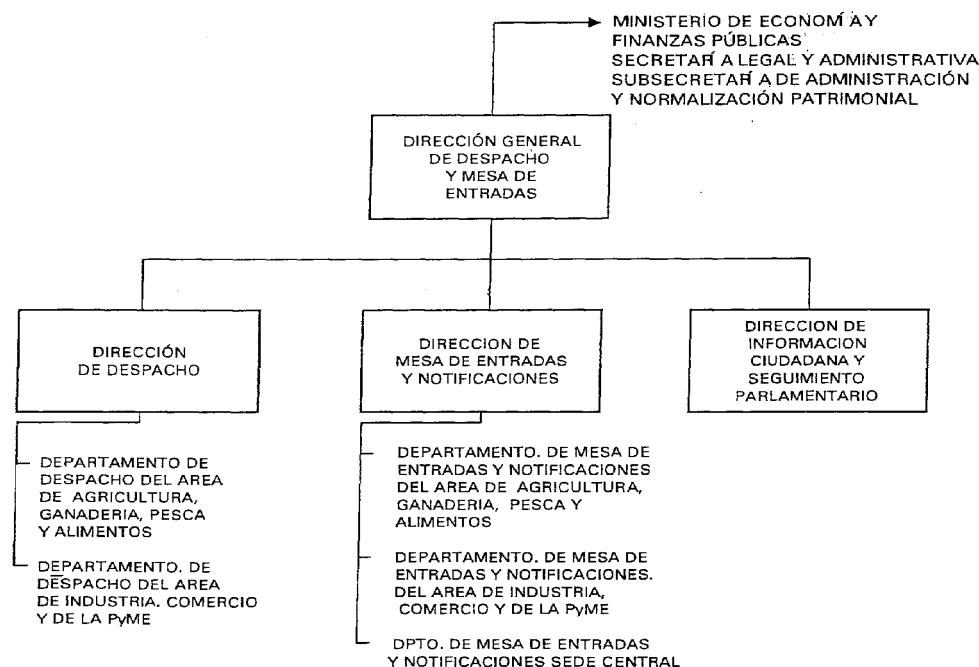 MINISTERIO DE ECONOMÍA Y
FINANZAS PÚBLICAS
SECRETARÍA LEGAL Y ADMINISTRATIVA
SUBSECRETARÍA DE ADMINISTRACIÓN
Y NORMALIZACIÓN PATRIMONIAL
DIRECCIÓN GENERAL
DE DESPACHO
Y MESA DE
ENTRADAS
DIRECCIÓN
DE DESPACHO
DIRECCION DE
MESA DE ENTRADAS
Y NOTIFICACIONES
DIRECCION DE
INFORMACION
CIUDADANA Y
SEGUIMIENTO
PARLAMENTARIO
DEPARTAMENTO DE
DESPACHO DEL AREA
DE AGRICULTURA,
GANADERIA, PESCA
Y ALIMENTOS
DEPARTAMENTO. DE
DESPACHO DEL AREA
DE INDUSTRIA. COMERCIO
Y DE LA PyME
DEPARTAMENTO. DE MESA DE
ENTRADAS Y NOTIFICACIONES
DEL AREA DE AGRICULTURA,
GANADERIA, PESCA Y
ALIMENTOS
DEPARTAMENTO. DE MESA DE
ENTRADAS Y NOTIFICACIONES.
DEL AREA DE INDUSTRIA,
COMERCIO Y DE LA PyME
DPTO. DE MESA DE ENTRADAS
Y NOTIFICACIONES SEDE CENTRAL